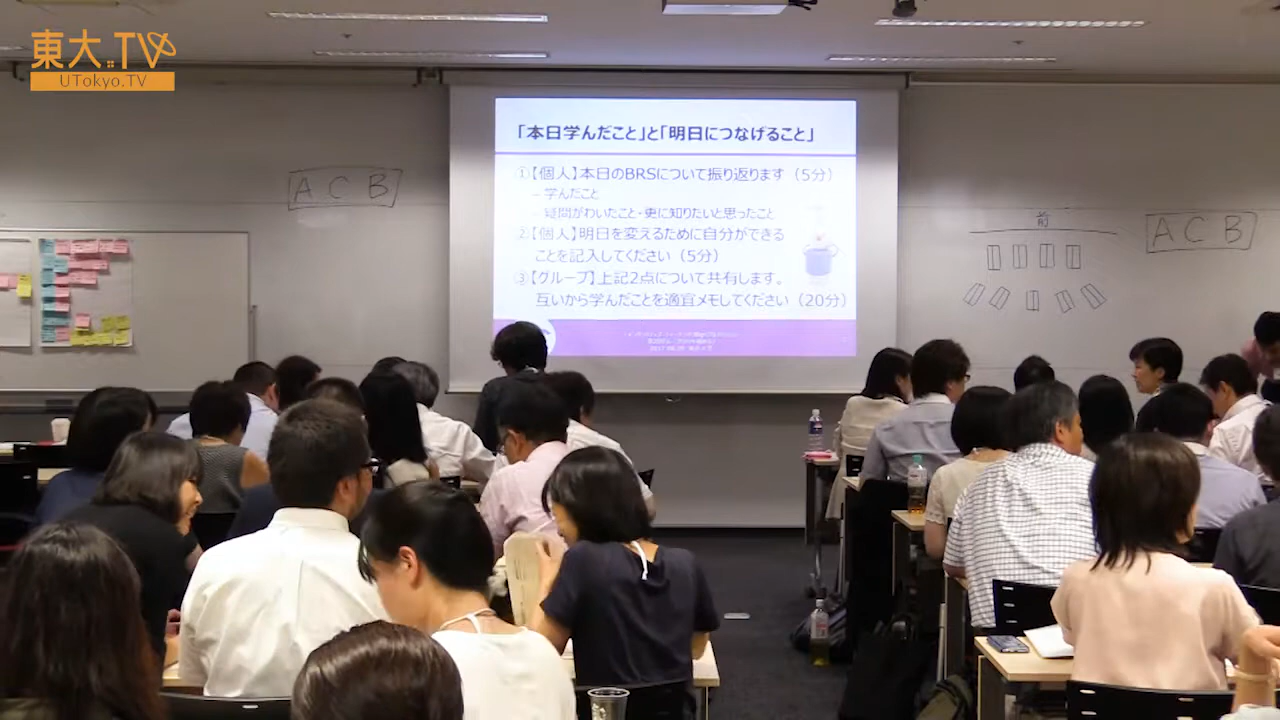 東大TV
UTokyo.TV
「本日学んだこと」と「明日につなげること」
①【個人】本日のBRSについて振り返ります（5分）
– 学んだこと
– 疑問がわいたこと・更に知りたいと思ったこと
②【個人】明日を変えるために自分ができる
ことを記入してください（5分）
③【グループ】上記2点について共有します。
互いから学んだことを適宜メモしてください（20分）
A C B
前
A C B